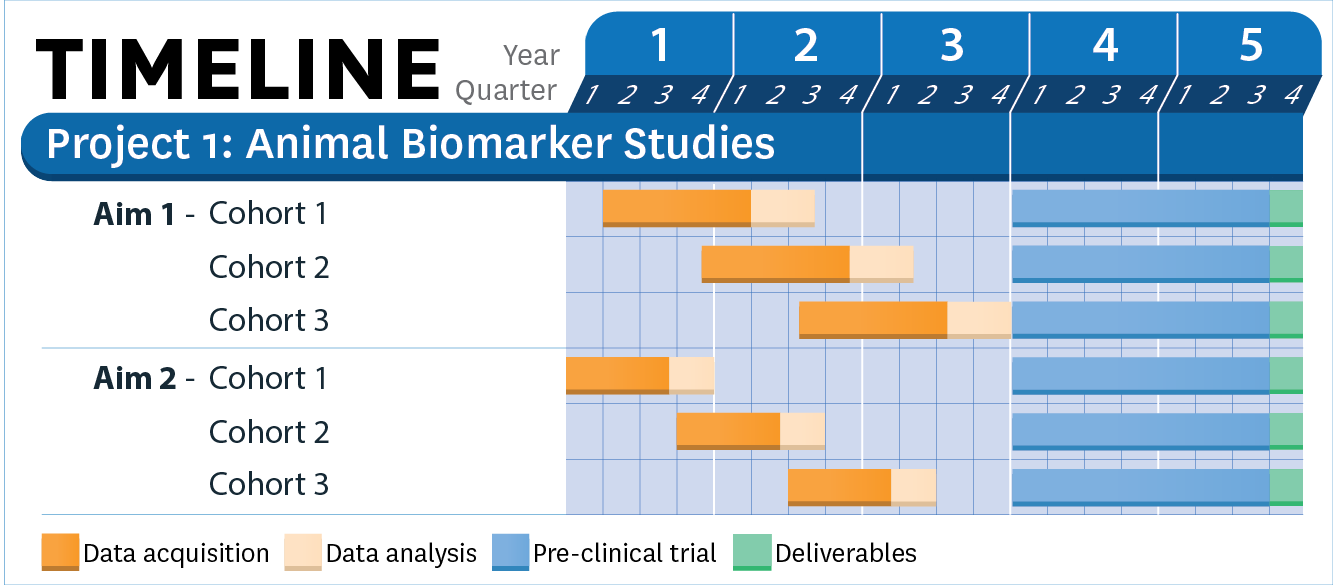 TIMELINE
Year 1 2 3 4 5
Quarter 1 2 3 4 1 2 3 4 1 2 3 4 1 2 3 4 1 2 3 4
Project 1: Animal Biomarker Studies
Aim 1 - Cohort 1
Cohort 2
Cohort 3
Aim 2 - Cohort 1
Cohort 2
Cohort 3
Data acquisition Data analysis Pre-clinical trial Deliverables